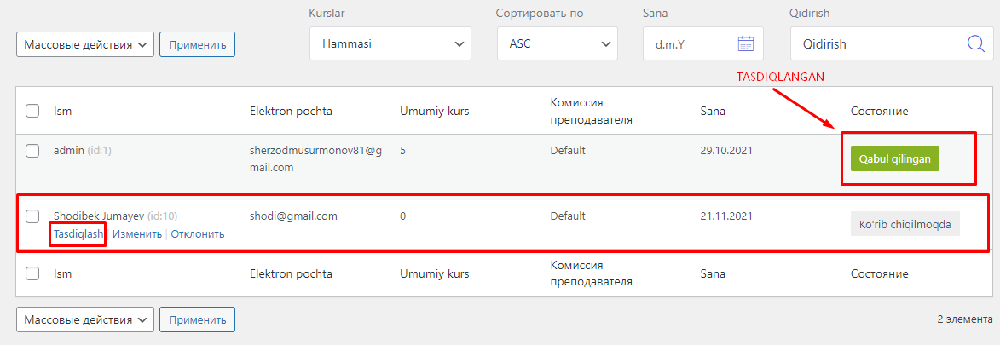 Kurslar Сортировать по Sana Qidirish
Массовые действия Применить Hammasi ASC d.m.Y Qidirish
TASDIQLANGAN
Ism Elektron pochta Umumiy kurs Комиссия преподавателя Sana Состояние
admin (id:1) sherzodmusurmonov81@g 5 Default 29.10.2021 Qabul qilingan
mail.com
Shodibek Jumayev (id:10) shodi@gmail.com 0 Default 21.11.2021 Ko'rib chiqilmoqda
Tasdiqlash | Изменить | Отклонить
Ism Elektron pochta Umumiy kurs Комиссия преподавателя Sana Состояние
Массовые действия Применить 2 элемента